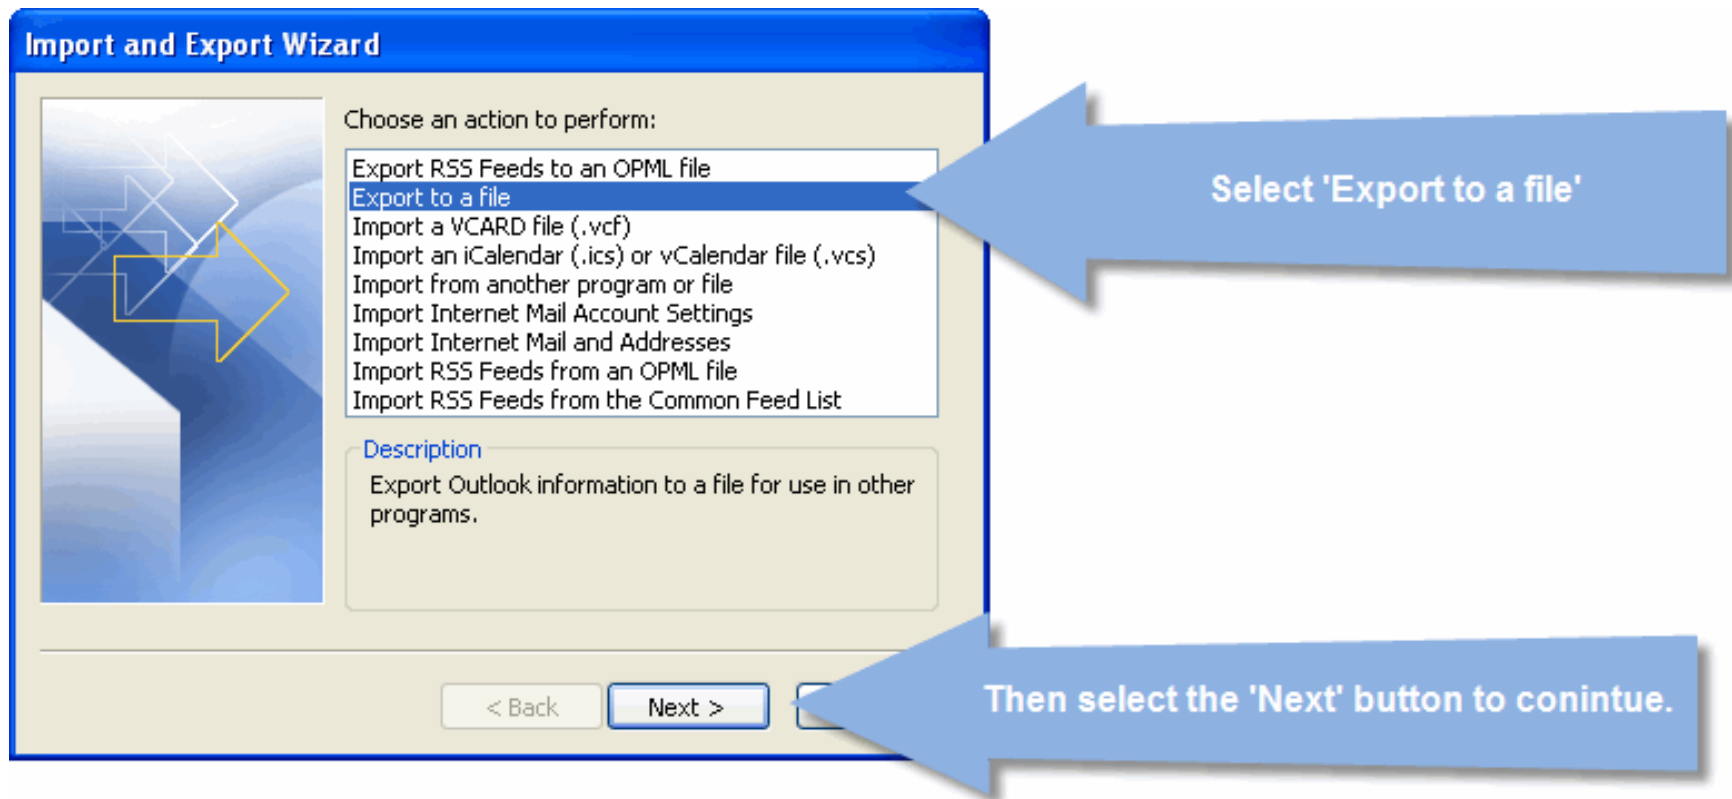 Import and Export Wizard
Choose an action to perform:
Export RSS Feeds to an OPML file
Export to a file
Import a VCARD file (.vcf)
Import an iCalendar (.ics) or vCalendar file (.vcs)
Import from another program or file
Import Internet Mail Account Settings
Import Internet Mail and Addresses
Import RSS Feeds from an OPML file
Import RSS Feeds from the Common Feed List
Description
Export Outlook information to a file for use in other
programs.
< Back
Next >
Select 'Export to a file'
Then select the 'Next' button to conintue.